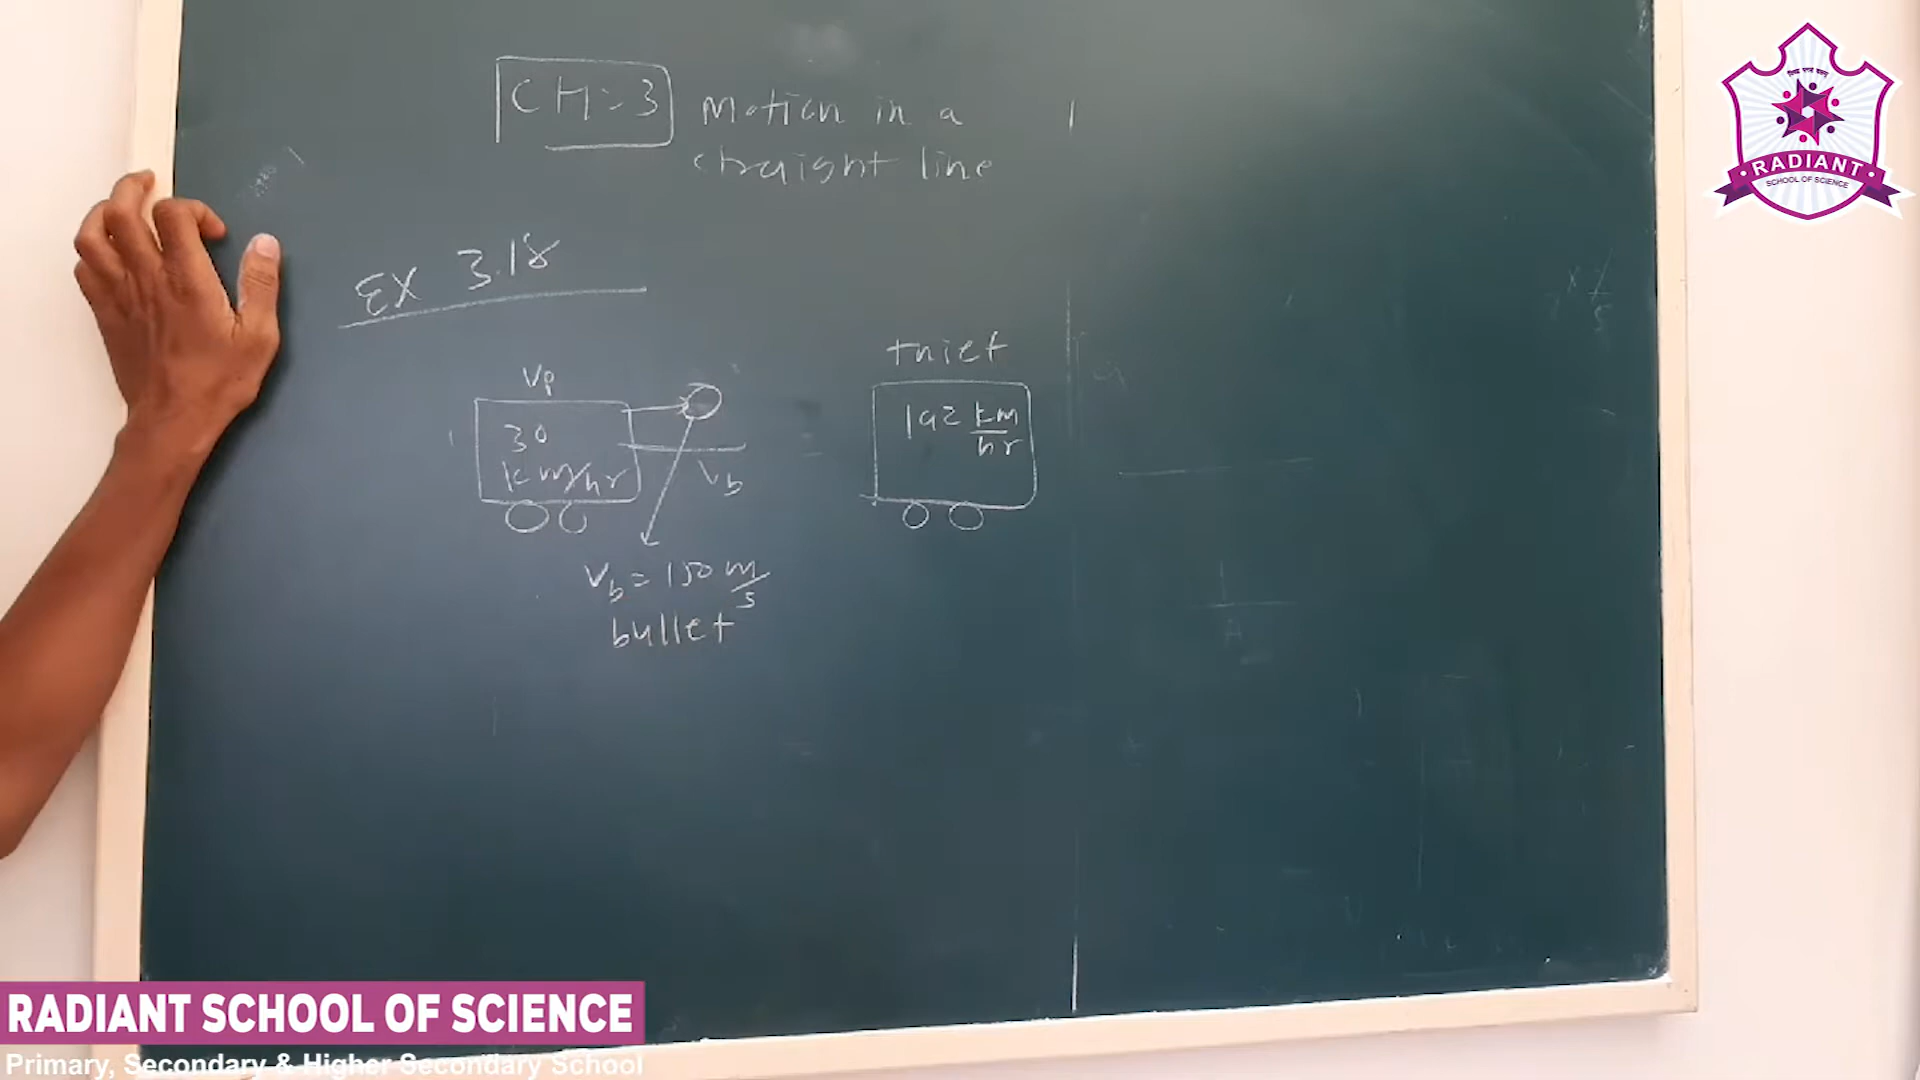 CH=3 Motion in a
straight line
EX 3.18
Vp
30
km/hr
Vb
Vb = 150 m/s
bullet
thief
192 km/hr
RADIANT
SCHOOL OF SCIENCE
RADIANT SCHOOL OF SCIENCE
Primary, Secondary & Higher Secondary School